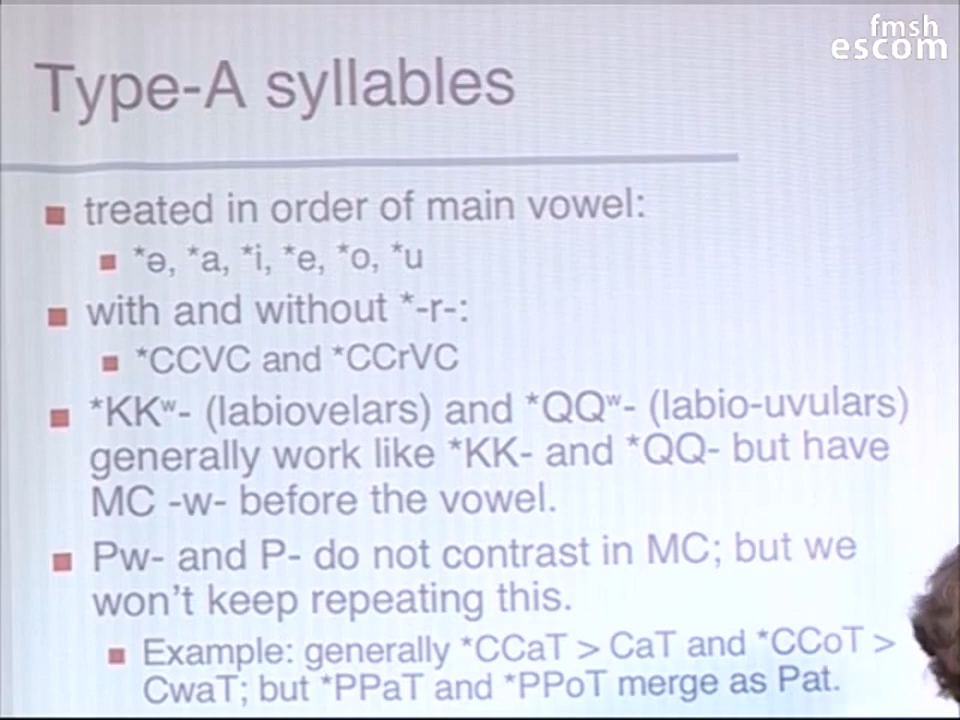 fmsh
escom
Type-A syllables
treated in order of main vowel:
*ə, *a, *i, *e, *o, *u
with and without *-r-:
*CCVC and *CCrVC
*KKʷ- (labiovelars) and *QQʷ- (labio-uvulars)
generally work like *KK- and *QQ- but have
MC -w- before the vowel.
Pw- and P- do not contrast in MC; but we
won't keep repeating this.
Example: generally *CCaT > CaT and *CCoT >
CwaT; but *PPaT and *PPoT merge as Pat.